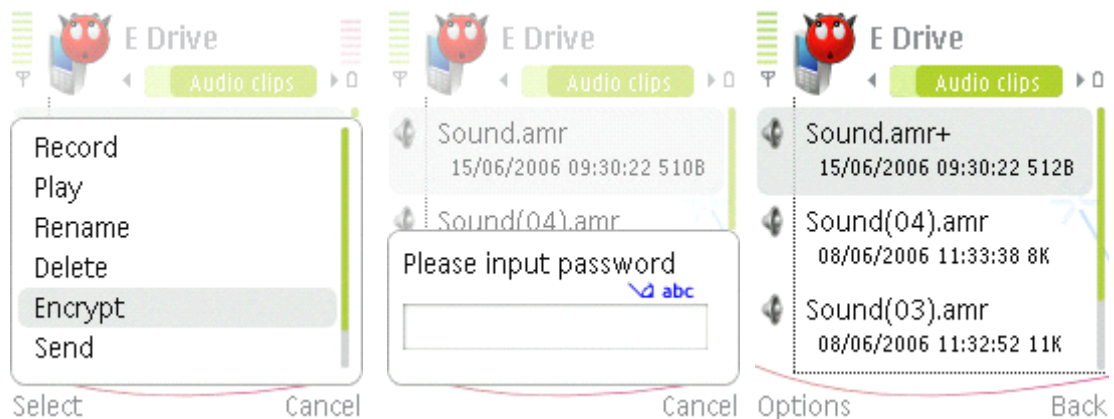 E Drive
Audio clips
Record
Play
Rename
Delete
Encrypt
Send
Select Cancel
E Drive
Audio clips
Sound.amr
15/06/2006 09:30:22 510B
Sound(04).amr
Please input password
abc
Cancel
E Drive
Audio clips
Sound.amr+
15/06/2006 09:30:22 512B
Sound(04).amr
08/06/2006 11:33:38 8K
Sound(03).amr
08/06/2006 11:32:52 11K
Options Back